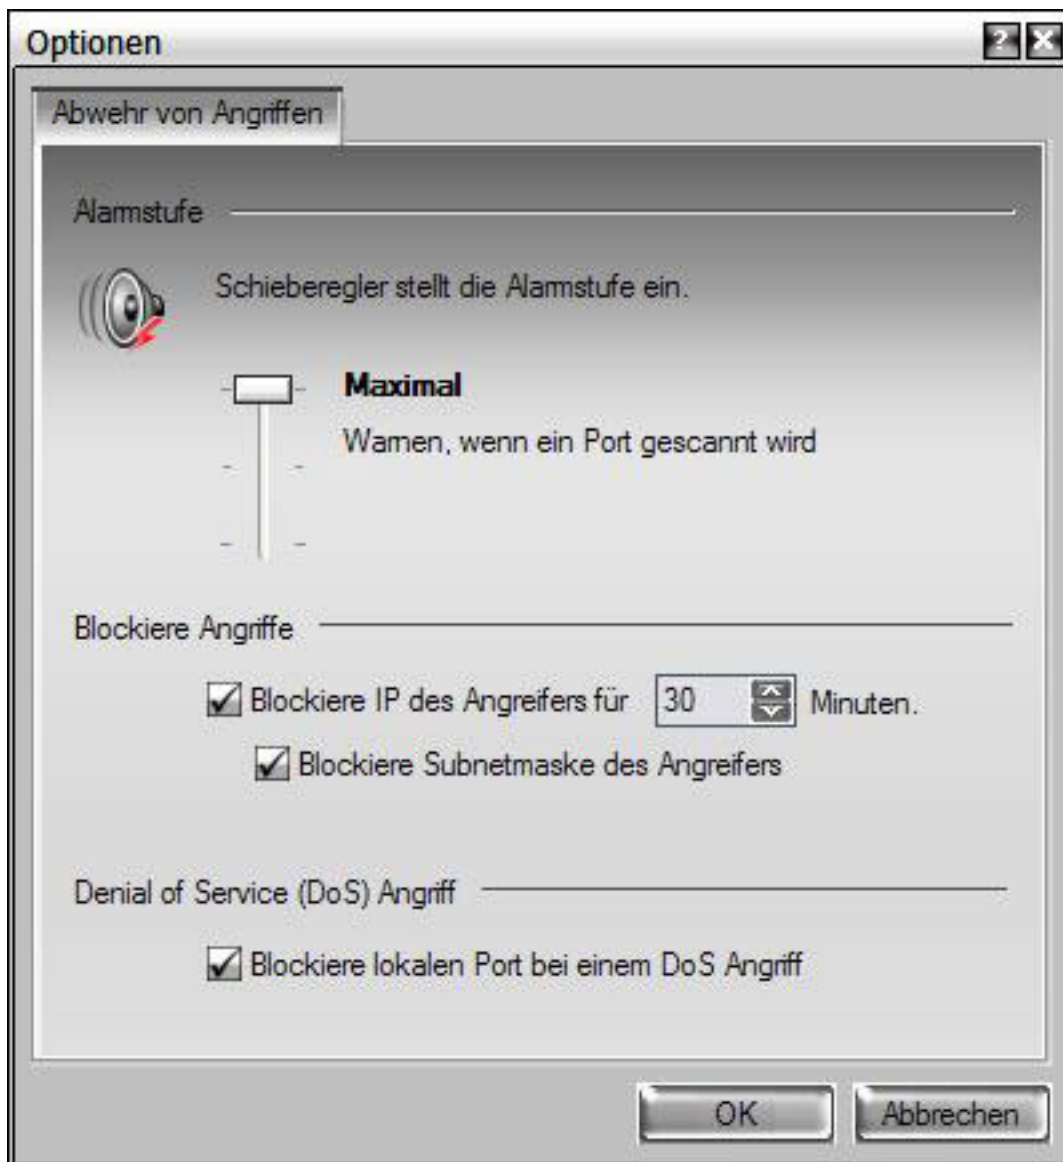 Optionen
Abwehr von Angriffen
Alarmstufe
Schieberegler stellt die Alarmstufe ein.
Maximal
Warnen, wenn ein Port gescannt wird
Blockiere Angriffe
Blockiere IP des Angreifers für 30 Minuten.
Blockiere Subnetmaske des Angreifers
Denial of Service (DoS) Angriff
Blockiere lokalen Port bei einem DoS Angriff
OK Abbrechen